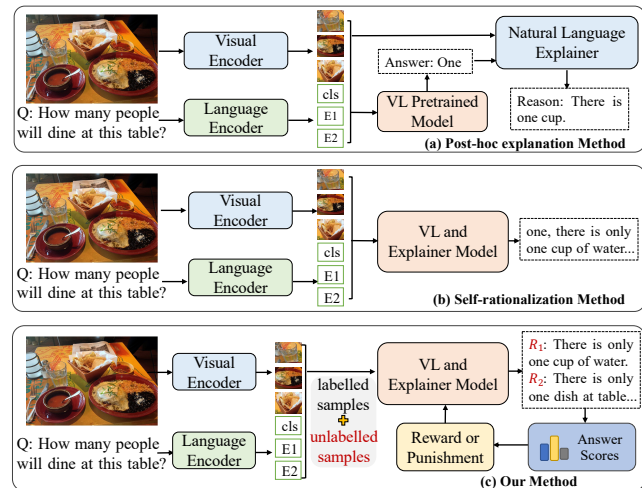 Visual
Encoder
Q: How many people
will dine at this table?
Language
Encoder
cls
E1
E2
Answer: One
VL Pretrained
Model
Natural Language
Explainer
Reason: There is
one cup.
(a) Post-hoc explanation Method
Visual
Encoder
Q: How many people
will dine at this table?
Language
Encoder
cls
E1
E2
VL and
Explainer Model
one, there is only
one cup of water...
(b) Self-rationalization Method
Visual
Encoder
Q: How many people
will dine at this table?
Language
Encoder
cls
E1
E2
labelled
samples
+
unlabelled
samples
VL and
Explainer Model
R1: There is only
one cup of water.
R2: There is only
one dish at table...
Reward or
Punishment
Answer
Scores
(c) Our Method